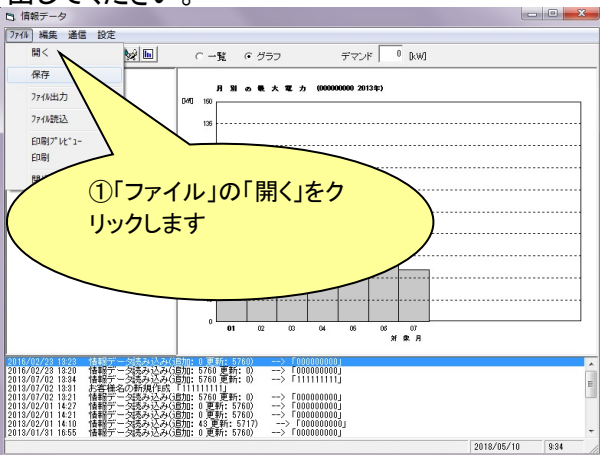 出してください。
情報データ
ファイル 編集 通信 設定
開く
保存
ファイル出力
ファイル読込
印刷プレビュー
印刷
一覧 グラフ デマンド 0 [kW]
月 別 の 最 大 電 力 (000000000 2013年)
[kW] 150
135
①「ファイル」の「開く」をク
リックします
0
01 02 03 04 05 06 07
対 象 月
2016/02/23 13:23 情報データ読み込み(追加: 0 更新: 5760) --> 「000000000」
2016/02/23 13:20 情報データ読み込み(追加: 5760 更新: 0) --> 「000000000」
2013/07/02 13:34 情報データ読み込み(追加: 5760 更新: 0) --> 「111111111」
2013/07/02 13:31 お客様名の新規作成 「111111111」
2013/07/02 13:21 情報データ読み込み(追加: 5760 更新: 0) --> 「000000000」
2013/02/01 14:27 情報データ読み込み(追加: 0 更新: 5760) --> 「000000000」
2013/02/01 14:21 情報データ読み込み(追加: 0 更新: 5760) --> 「000000000」
2013/02/01 14:10 情報データ読み込み(追加: 43 更新: 5717) --> 「000000000」
2013/01/31 16:55 情報データ読み込み(追加: 0 更新: 5760) --> 「000000000」
2018/05/10 9:34